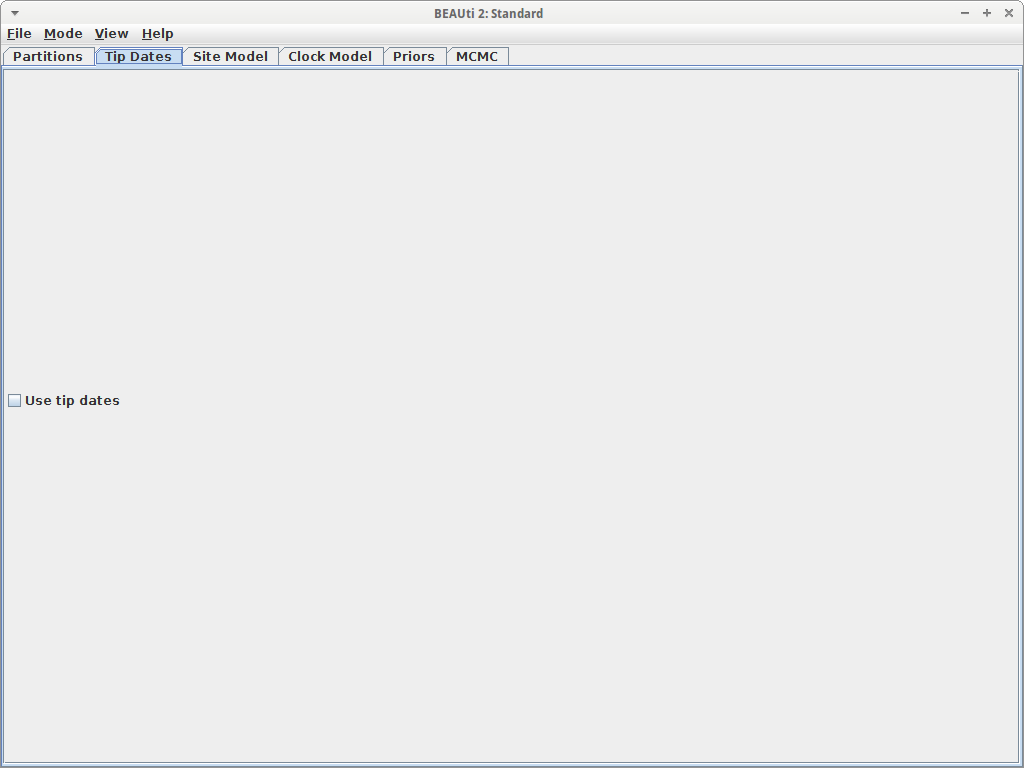 BEAUti 2: Standard
File Mode View Help
Partitions Tip Dates Site Model Clock Model Priors MCMC
Use tip dates